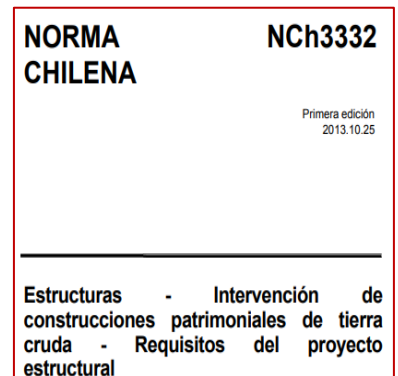 NORMA NCh3332
CHILENA
Primera edición
2013.10.25
Estructuras - Intervención de
construcciones patrimoniales de tierra
cruda - Requisitos del proyecto
estructural